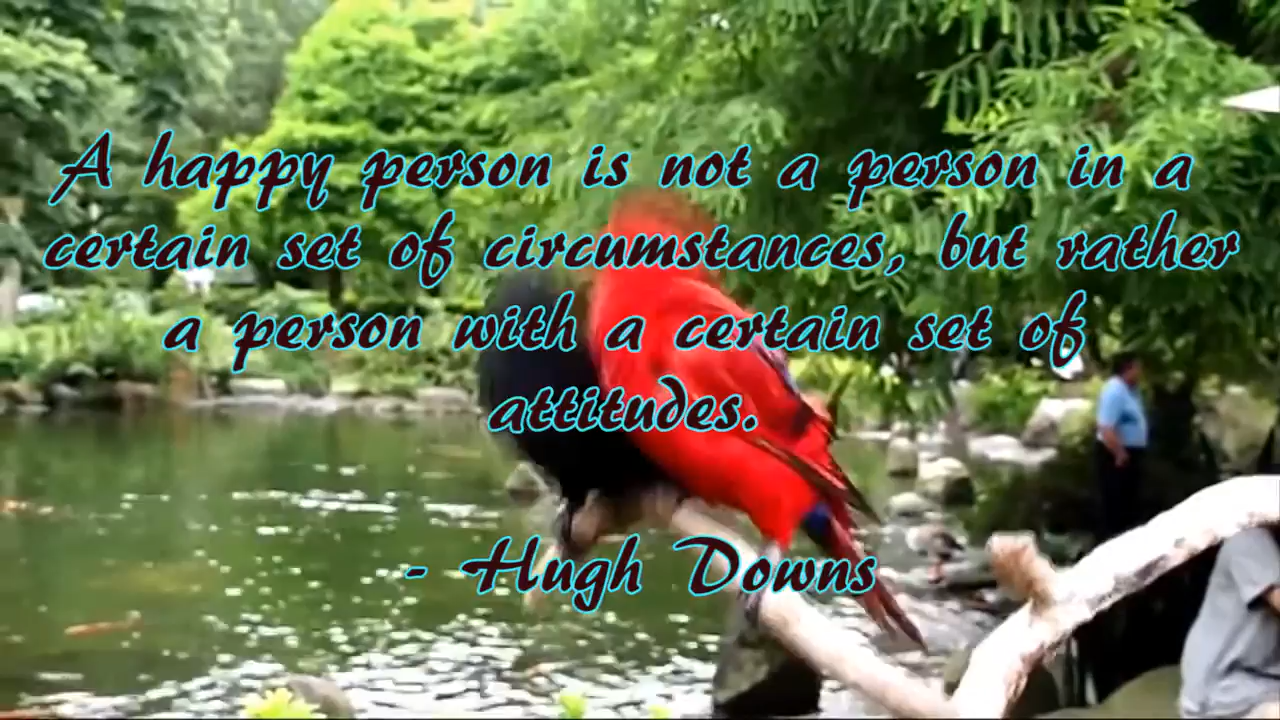 A happy person is not a person in a
certain set of circumstances, but rather
a person with a certain set of
attitudes.
- Hugh Downs